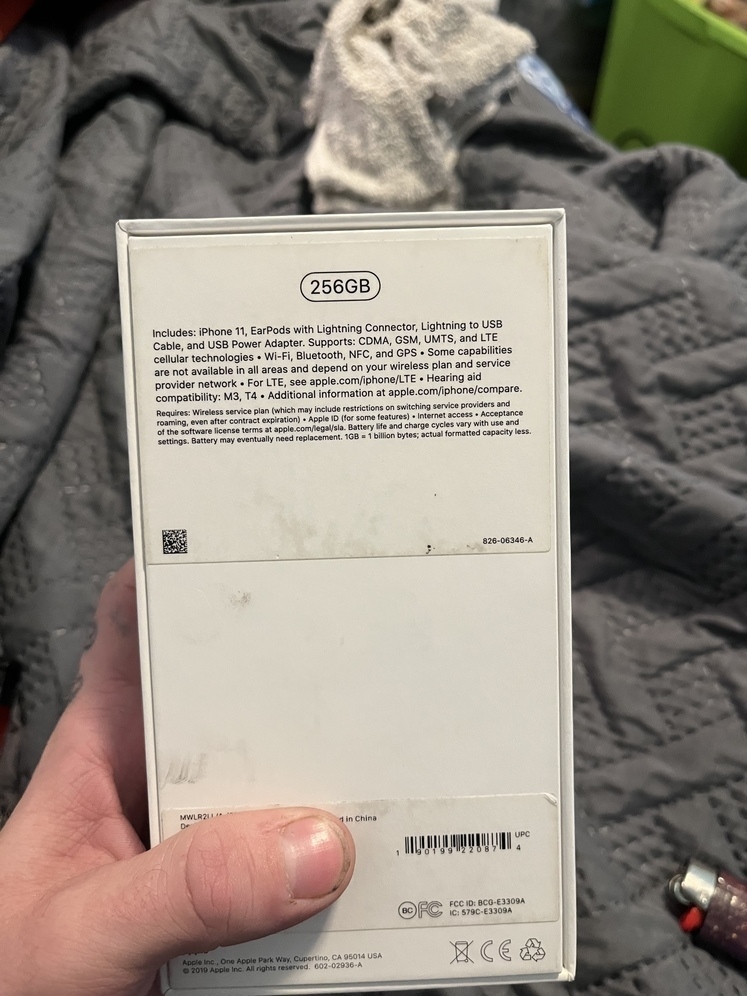 256GB
Includes: iPhone 11, EarPods with Lightning Connector, Lightning to USB
Cable, and USB Power Adapter. Supports: CDMA, GSM, UMTS, and LTE
cellular technologies • Wi-Fi, Bluetooth, NFC, and GPS • Some capabilities
are not available in all areas and depend on your wireless plan and service
provider network • For LTE, see apple.com/iphone/LTE • Hearing aid
compatibility: M3, T4 • Additional information at apple.com/iphone/compare.
Requires: Wireless service plan (which may include restrictions on switching service providers and
roaming, even after contract expiration) • Apple ID (for some features) • Internet access • Acceptance
of the software license terms at apple.com/legal/sla. Battery life and charge cycles vary with use and
settings. Battery may eventually need replacement. 1GB = 1 billion bytes; actual formatted capacity less.
826-06346-A
in China
UPC
1 90199 22087 4
BC FC FCC ID: BCG-E3309A
IC: 579C-E3309A
CE
Apple Inc., One Apple Park Way, Cupertino, CA 95014 USA
© 2019 Apple Inc. All rights reserved. 602-02936-A